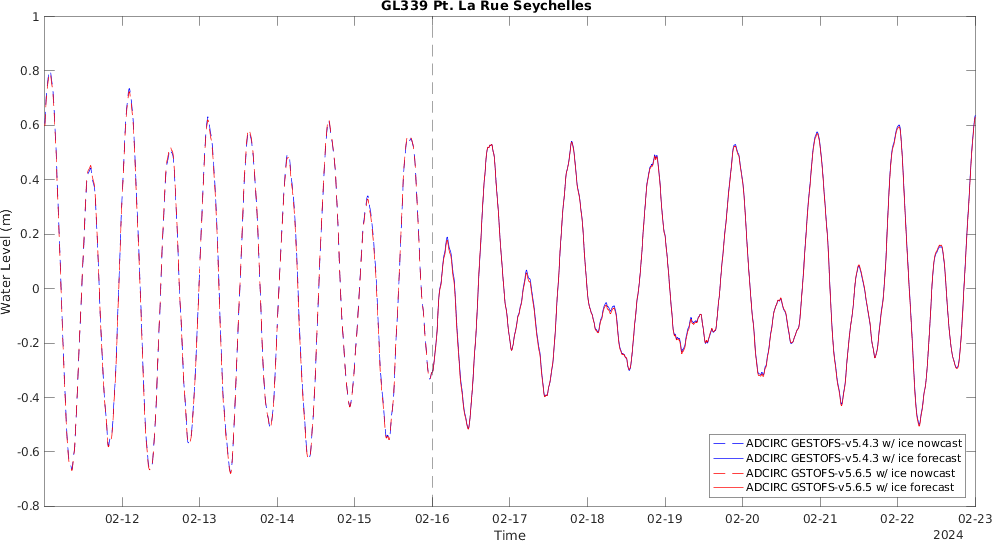 GL339 Pt. La Rue Seychelles
1
0.8
0.6
0.4
0.2
0
-0.2
-0.4
-0.6
-0.8
Water Level (m)
ADCIRC GESTOFS-v5.4.3 w/ ice nowcast
ADCIRC GESTOFS-v5.4.3 w/ ice forecast
ADCIRC GSTOFS-v5.6.5 w/ ice nowcast
ADCIRC GSTOFS-v5.6.5 w/ ice forecast
02-12 02-13 02-14 02-15 02-16 02-17 02-18 02-19 02-20 02-21 02-22 02-23
Time
2024